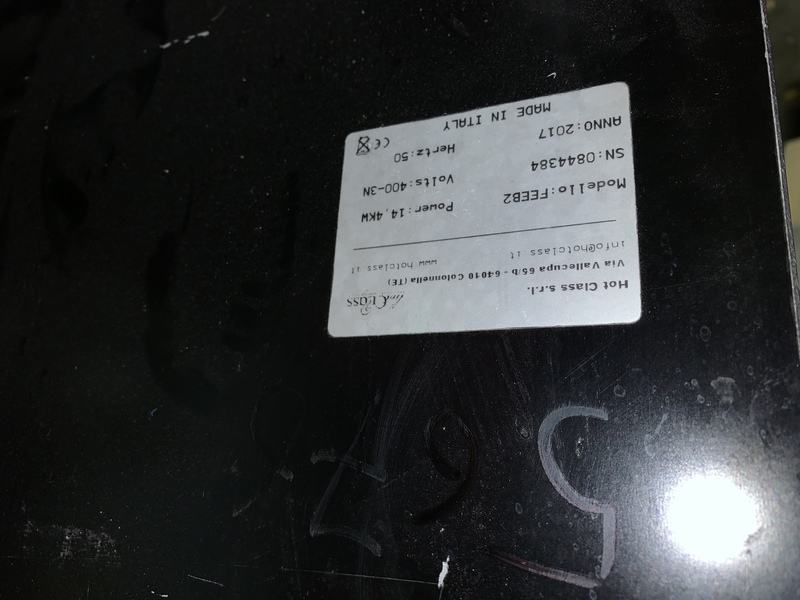 Hot Class s.r.l.
Via Vallecupa 65/b - 64010 Colonnella (TE)
info@hotclass it www hotclass it
Modello:FEEB2 Power:14,4KW
SN:0844384 Volts:400-3N
ANNO:2017 Hertz:50
MADE IN ITALY CE